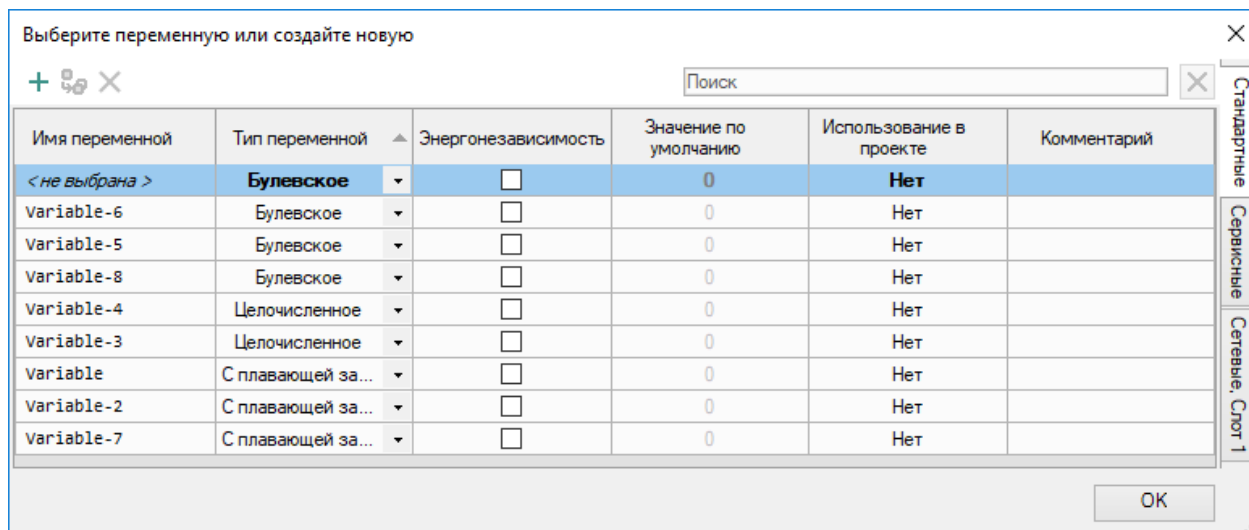 Выберите переменную или создайте новую
Поиск
Имя переменной Тип переменной Энергонезависимость Значение по умолчанию Использование в проекте Комментарий
<не выбрана> Булевское 0 Нет
Variable-6 Булевское 0 Нет
Variable-5 Булевское 0 Нет
Variable-8 Булевское 0 Нет
Variable-4 Целочисленное 0 Нет
Variable-3 Целочисленное 0 Нет
Variable С плавающей за... 0 Нет
Variable-2 С плавающей за... 0 Нет
Variable-7 С плавающей за... 0 Нет
Стандартные
Сервисные
Сетевые, Слот 1
OK